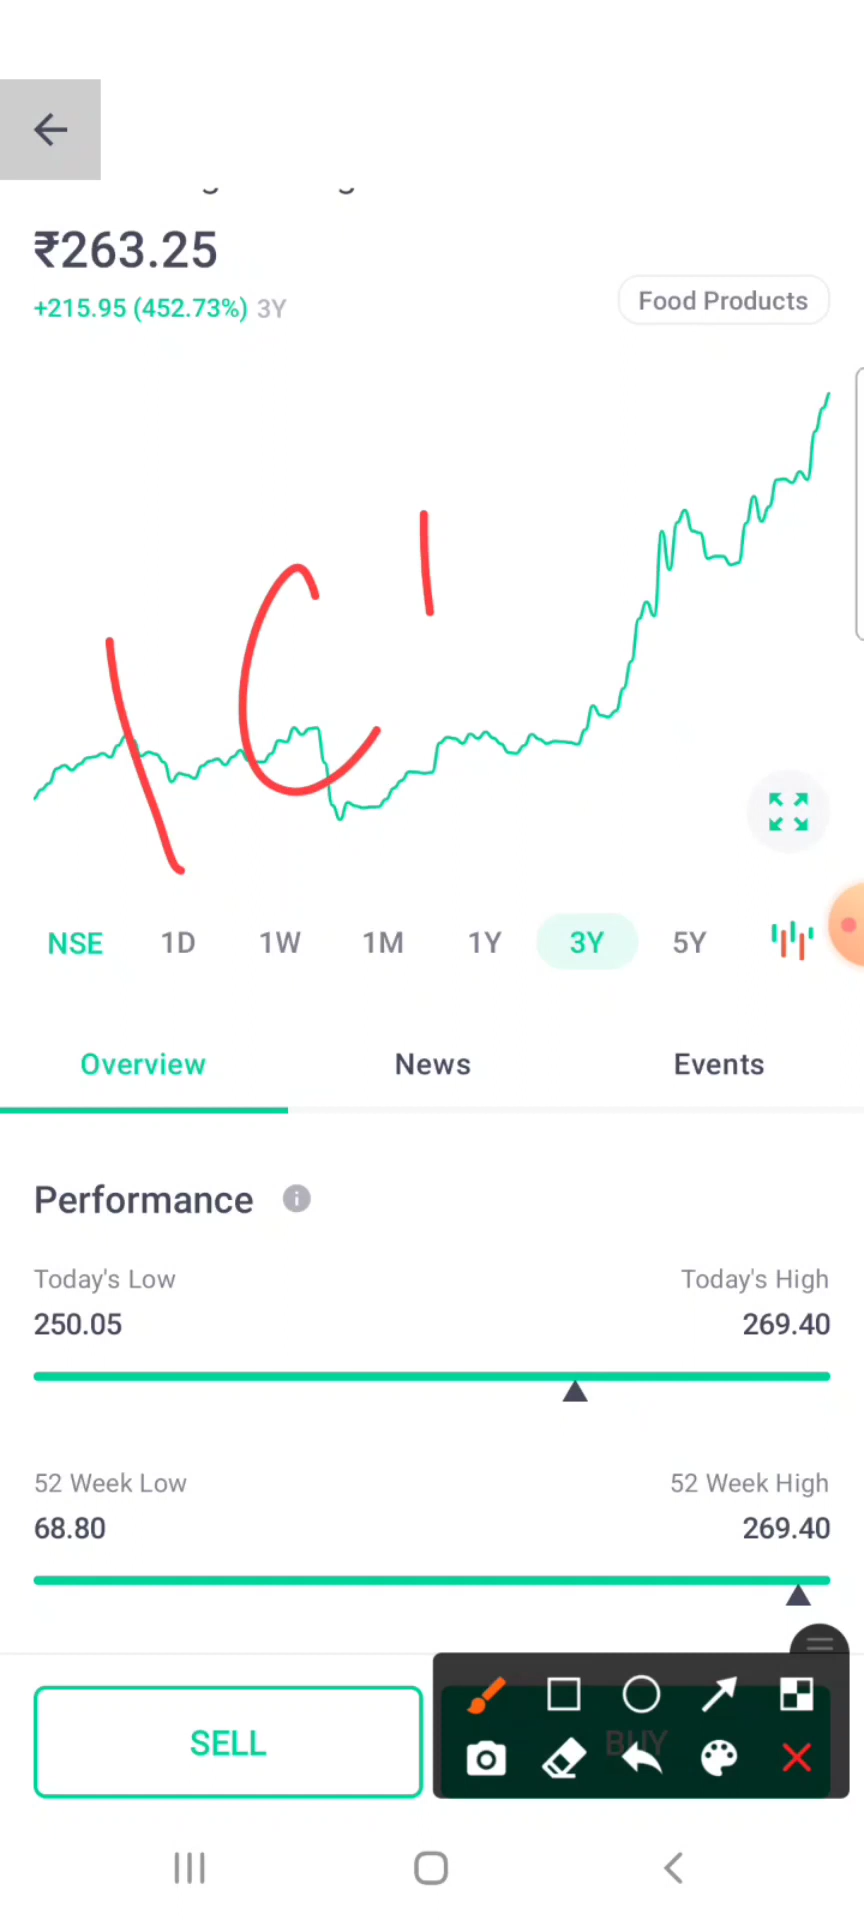 ₹263.25
+215.95 (452.73%) 3Y
Food Products
NSE 1D 1W 1M 1Y 3Y 5Y
Overview News Events
Performance
Today's Low Today's High
250.05 269.40
52 Week Low 52 Week High
68.80 269.40
SELL BUY